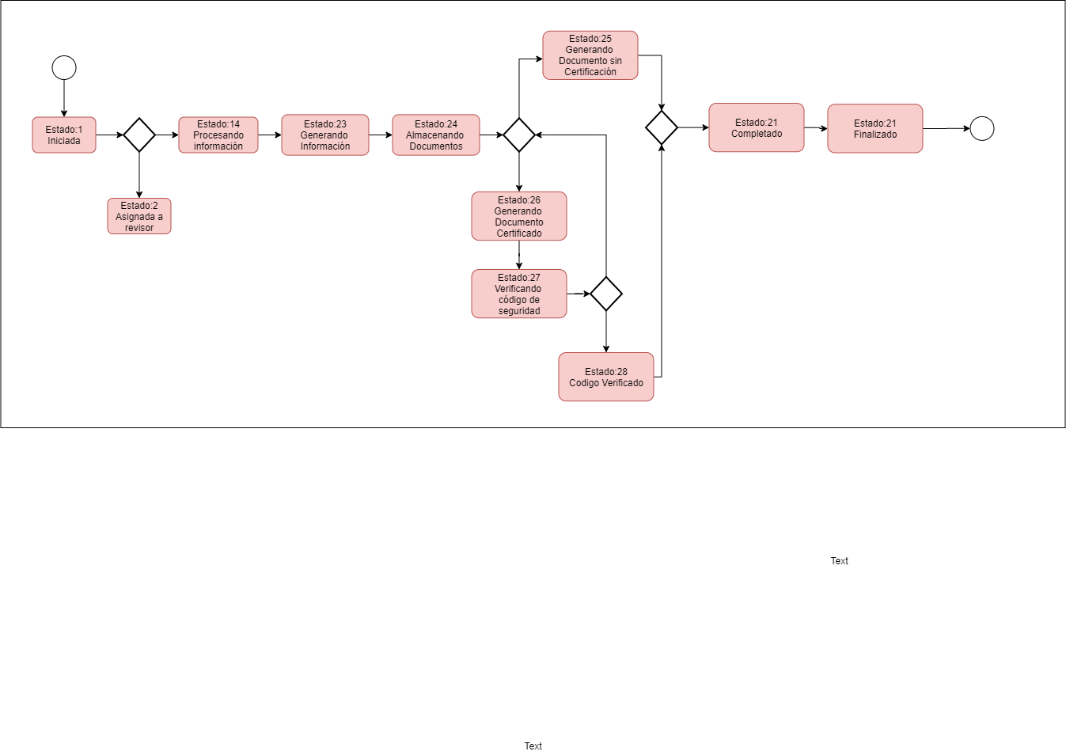 Estado:25
Generando
Documento sin
Certificación
Estado:1
Iniciada
Estado:14
Procesando
información
Estado:23
Generando
Información
Estado:24
Almacenando
Documentos
Estado:21
Completado
Estado:21
Finalizado
Estado:2
Asignada a
revisor
Estado:26
Generando
Documento
Certificado
Estado:27
Verificando
código de
seguridad
Estado:28
Codigo Verificado
Text
Text